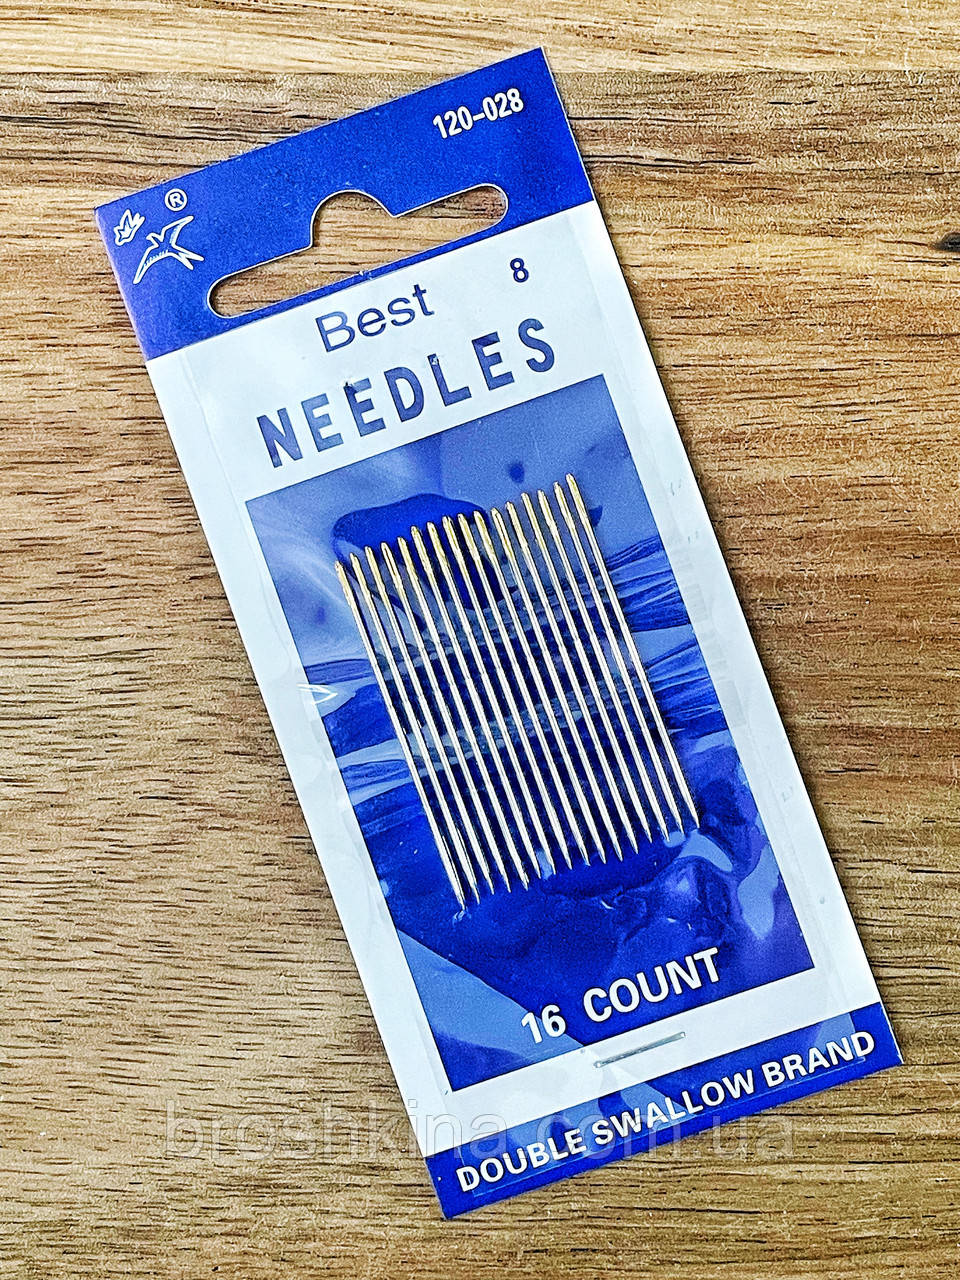 120-028
®
Best 8
NEEDLES
16 COUNT
DOUBLE SWALLOW BRAND
broshkina.com.ua